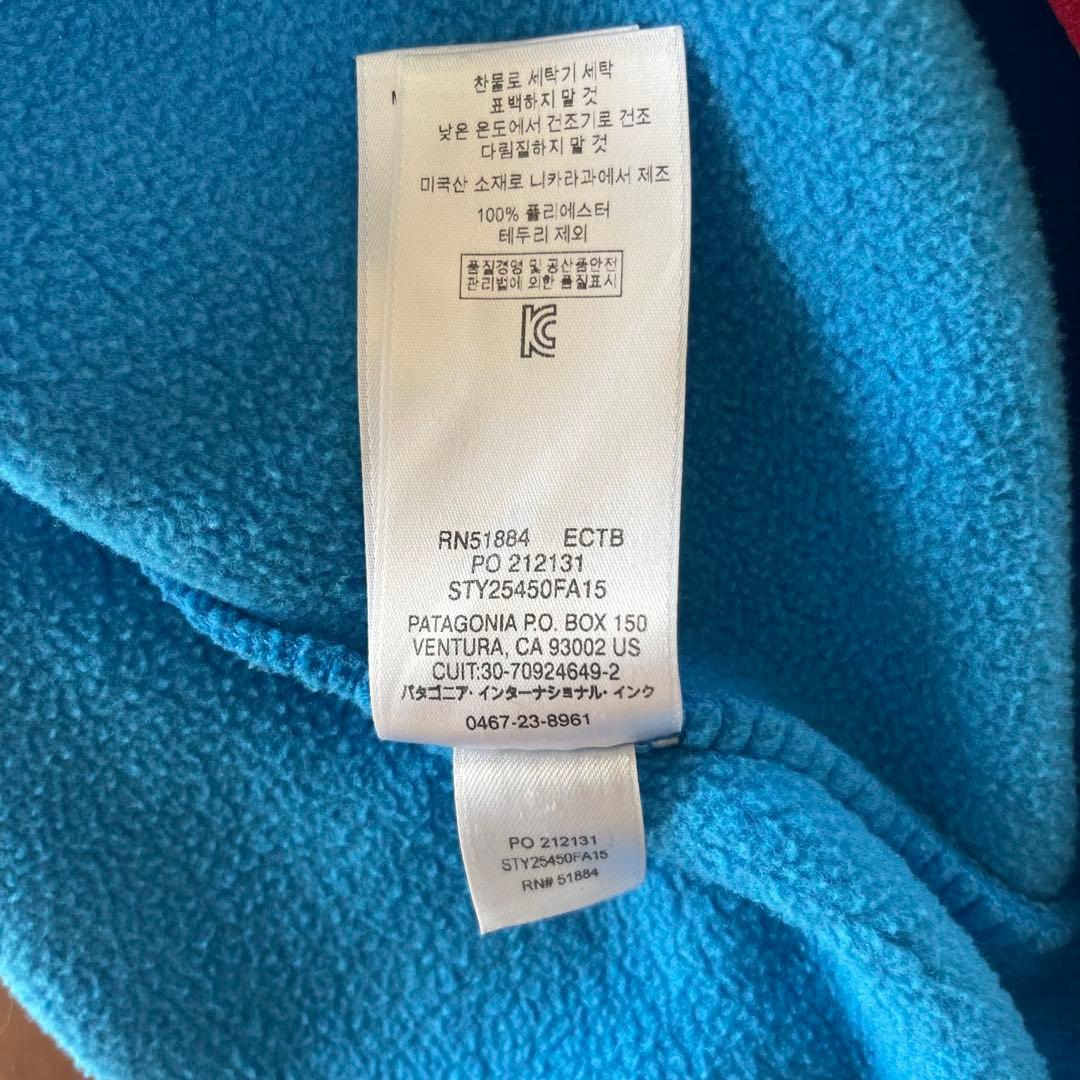 찬물로 세탁기 세탁
표백하지 말 것
낮은 온도에서 건조기로 건조
다림질하지 말 것
미국산 소재로 니카라과에서 제조
100% 폴리에스터
테두리 제외
품질경영 및 공산품안전
관리법에 의한 품질표시
KC
RN51884 ECTB
PO 212131
STY25450FA15
PATAGONIA P.O. BOX 150
VENTURA, CA 93002 US
CUIT:30-70924649-2
パタゴニア・インターナショナル・インク
0467-23-8961
PO 212131
STY25450FA15
RN# 51884